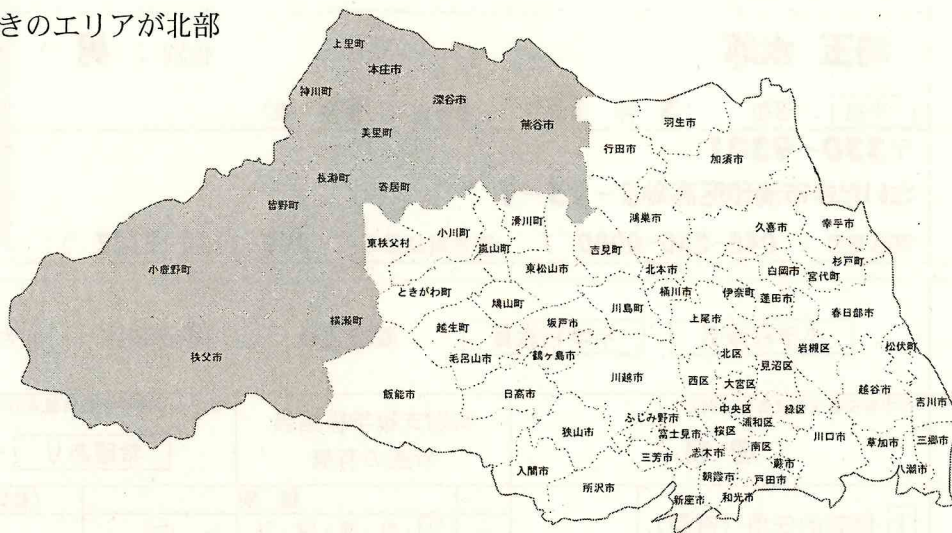 きのエリアが北部
上里町
本庄市
神川町
深谷市
熊谷市
美里町
羽生市
行田市
加須市
長瀞町
寄居町
皆野町
滑川町
鴻巣市
久喜市
幸手市
小川町
嵐山町
東秩父村
吉見町
杉戸町
小鹿野町
東松山市
北本市
白岡市
宮代町
ときがわ町
桶川市
伊奈町
蓮田市
鳩山町
川島町
春日部市
横瀬町
越生町
坂戸市
上尾市
秩父市
毛呂山市
鶴ヶ島市
北区
見沼区
岩槻区
松伏町
飯能市
日高市
川越市
西区
大宮区
越谷市
吉川市
中央区
緑区
ふじみ野市
浦和区
狭山市
富士見市
桜区
川口市
草加市
三郷市
三芳市
志木市
南区
入間市
蕨市
八潮市
所沢市
朝霞市
戸田市
新座市
和光市